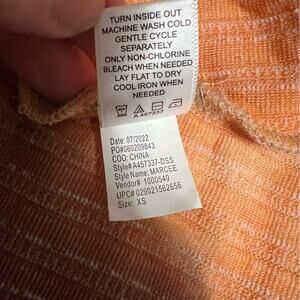 TURN INSIDE OUT
MACHINE WASH COLD
GENTLE CYCLE
SEPARATELY
ONLY NON-CHLORINE
BLEACH WHEN NEEDED
LAY FLAT TO DRY
COOL IRON WHEN
NEEDED
A 457337
Date: 07/2022
PO#060209843
COO: CHINA
Style# A457337-DSS
Style Name: MARCEE
Vendor# 1000540
UPC# 029021562656
Size: XS